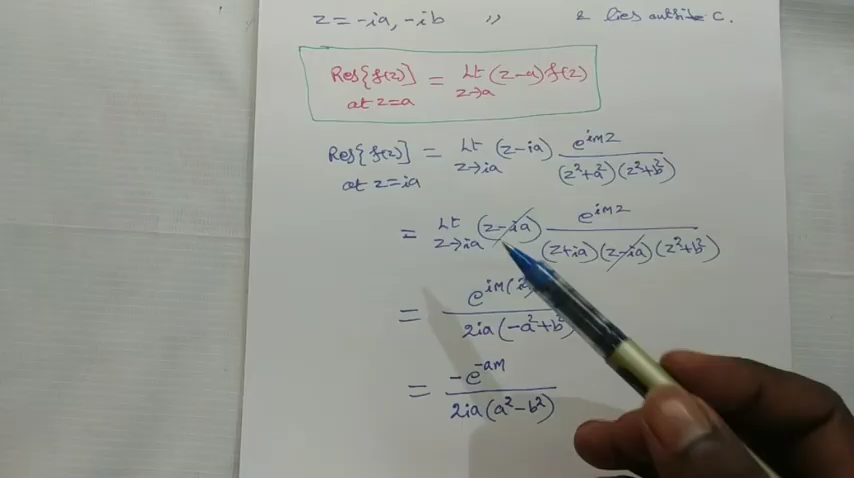 z = -ia, -ib ,, & lies outside C.
Res{f(z)} = Lt (z-a) f(z)
at z=a z→a
Res{f(z)} = Lt (z-ia) e^{imz} / (z²+a²)(z²+b²)
at z=ia z→ia
= Lt (z-ia) e^{imz} / (z+ia)(z-ia)(z²+b²)
z→ia
= e^{im(i / 2ia(-a²+b²)
= -e^{-am} / 2ia(a²-b²)